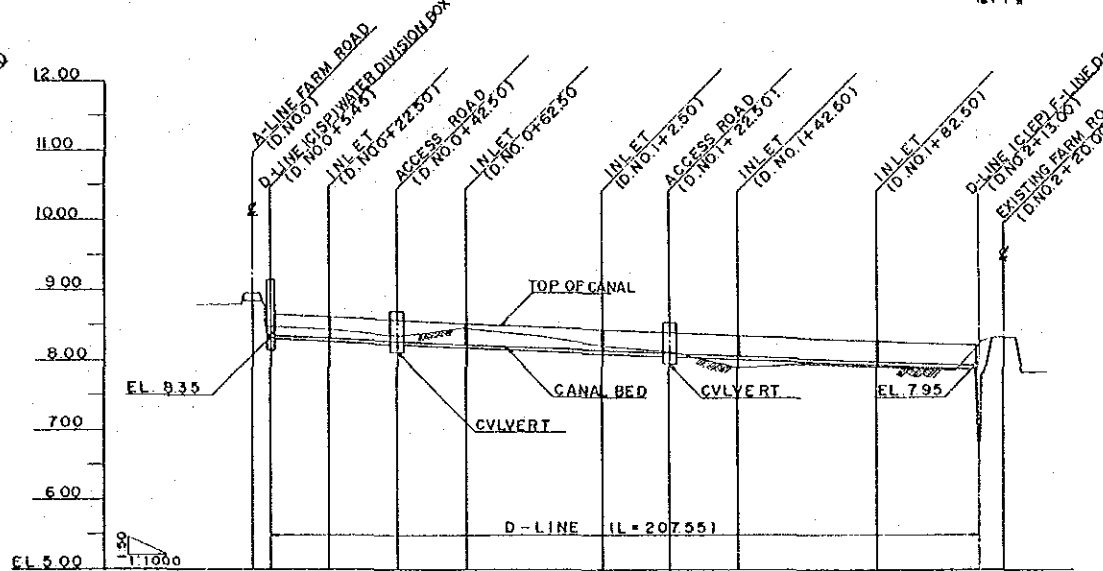 A-LINE FARM ROAD
(D.NO.0)
D-LINE(CISP)WATER DIVISION BOX
(D.NO.0+5.45)
INLET
(D.NO.0+22.50)
ACCESS ROAD
(D.NO.0+42.50)
INLET
(D.NO.0+62.50
INLET
(D.NO.1+2.50)
ACCESS ROAD
(D.NO.1+22.50)
INLET
(D.NO.1+42.50)
INLET
(D.NO.1+82.50)
D-LINE (CIEP)F-LINE
(D.NO.2+13.00)
EXISTING FARM
(D.NO.2+20.00
12.00
11.00
10.00
9.00
8.00
7.00
6.00
EL.5.00
TOP OF CANAL
EL.8.35
CANAL BED
CVLVERT
CVLVERT
EL.7.95
D-LINE (L=207.55)
1:50
1:1000